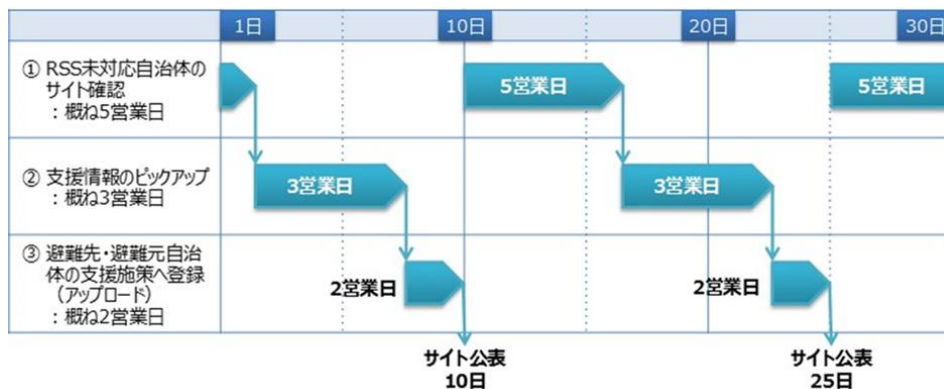 1日
10日
20日
30日
① RSS未対応自治体の
サイト確認
：概ね5営業日
5営業日
5営業日
② 支援情報のピックアップ
：概ね3営業日
3営業日
3営業日
③ 避難先・避難元自治
体の支援施策へ登録
（アップロード）
：概ね2営業日
2営業日
2営業日
サイト公表
10日
サイト公表
25日